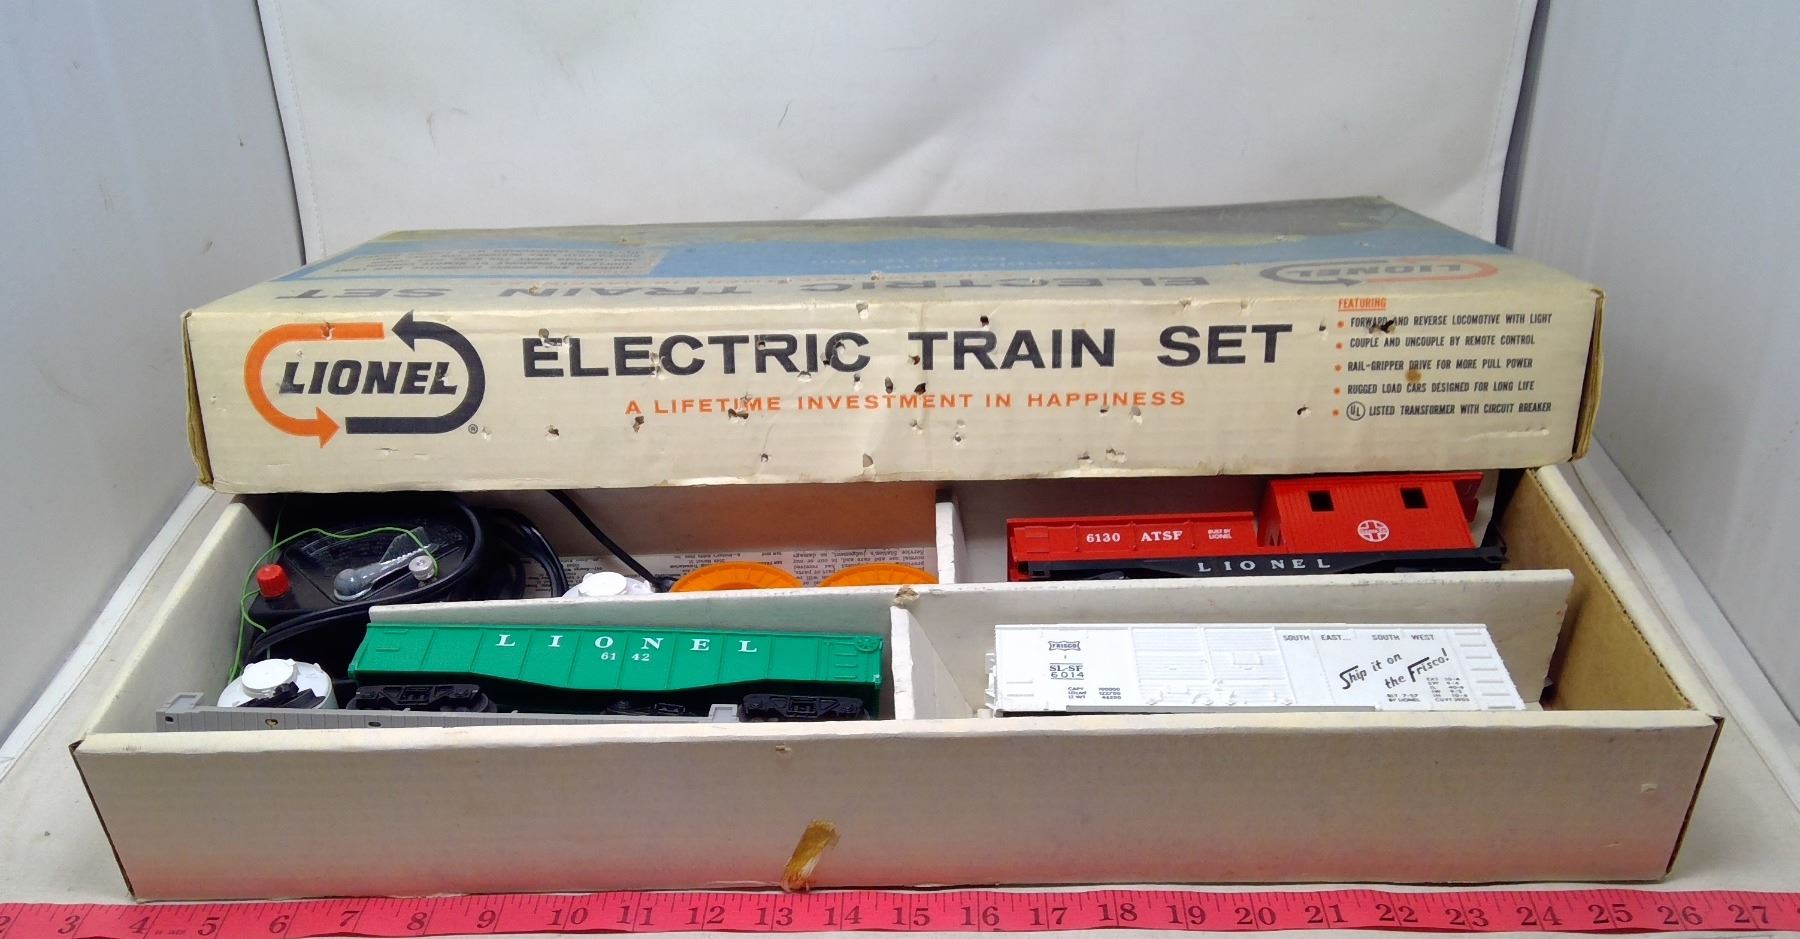 LIONEL
ELECTRIC TRAIN SET
LIONEL
®
ELECTRIC TRAIN SET
A LIFETIME INVESTMENT IN HAPPINESS
FEATURING
FORWARD AND REVERSE LOCOMOTIVE WITH LIGHT
COUPLE AND UNCOUPLE BY REMOTE CONTROL
RAIL-GRIPPER DRIVE FOR MORE PULL POWER
RUGGED LOAD CARS DESIGNED FOR LONG LIFE
UL LISTED TRANSFORMER WITH CIRCUIT BREAKER
6130 ATSF
BUILT BY
LIONEL
LIONEL
LIONEL
6142
FRISCO
SL-SF
6014
SOUTH EAST... SOUTH WEST
Ship it on
the Frisco!
BY LIONEL
3 4 5 6 7 8 9 10 11 12 13 14 15 16 17 18 19 20 21 22 23 24 25 26 27